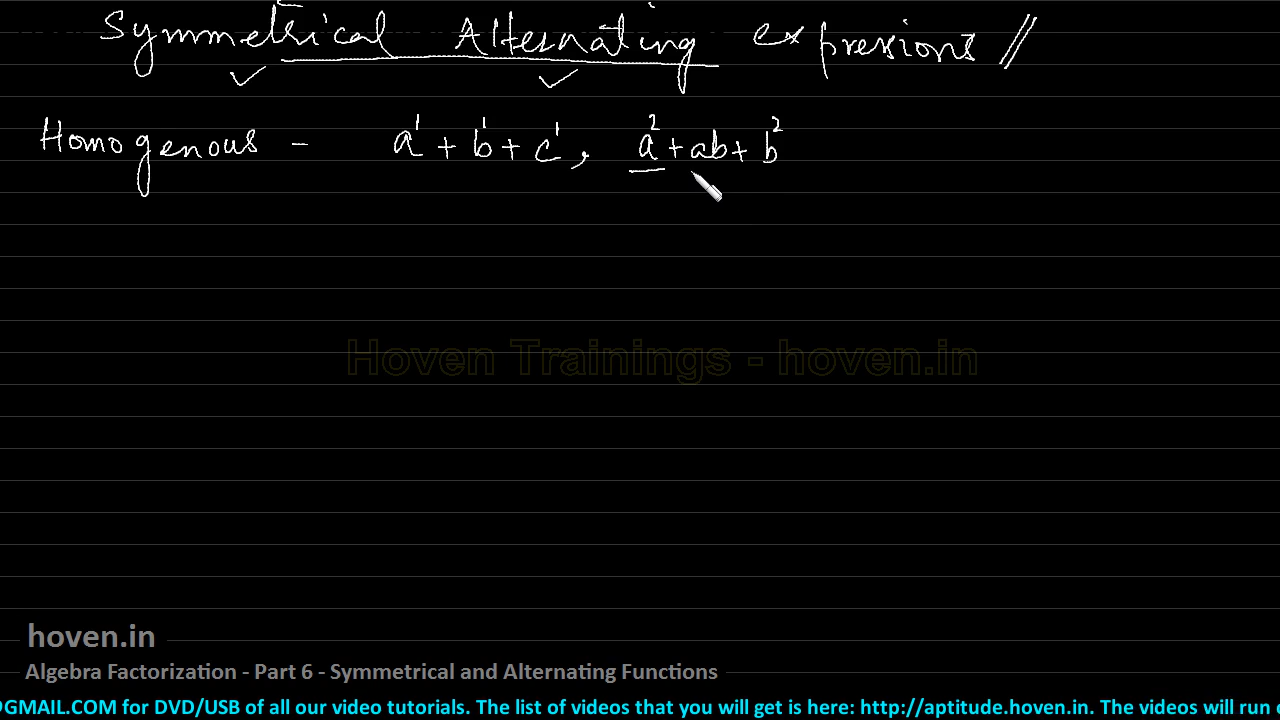 Symmetrical Alternating expressions //
Homogenous - a¹ + b¹ + c¹, a² + ab + b²
Hoven Trainings - hoven.in
hoven.in
Algebra Factorization - Part 6 - Symmetrical and Alternating Functions
@GMAIL.COM for DVD/USB of all our video tutorials. The list of videos that you will get is here: http://aptitude.hoven.in. The videos will run